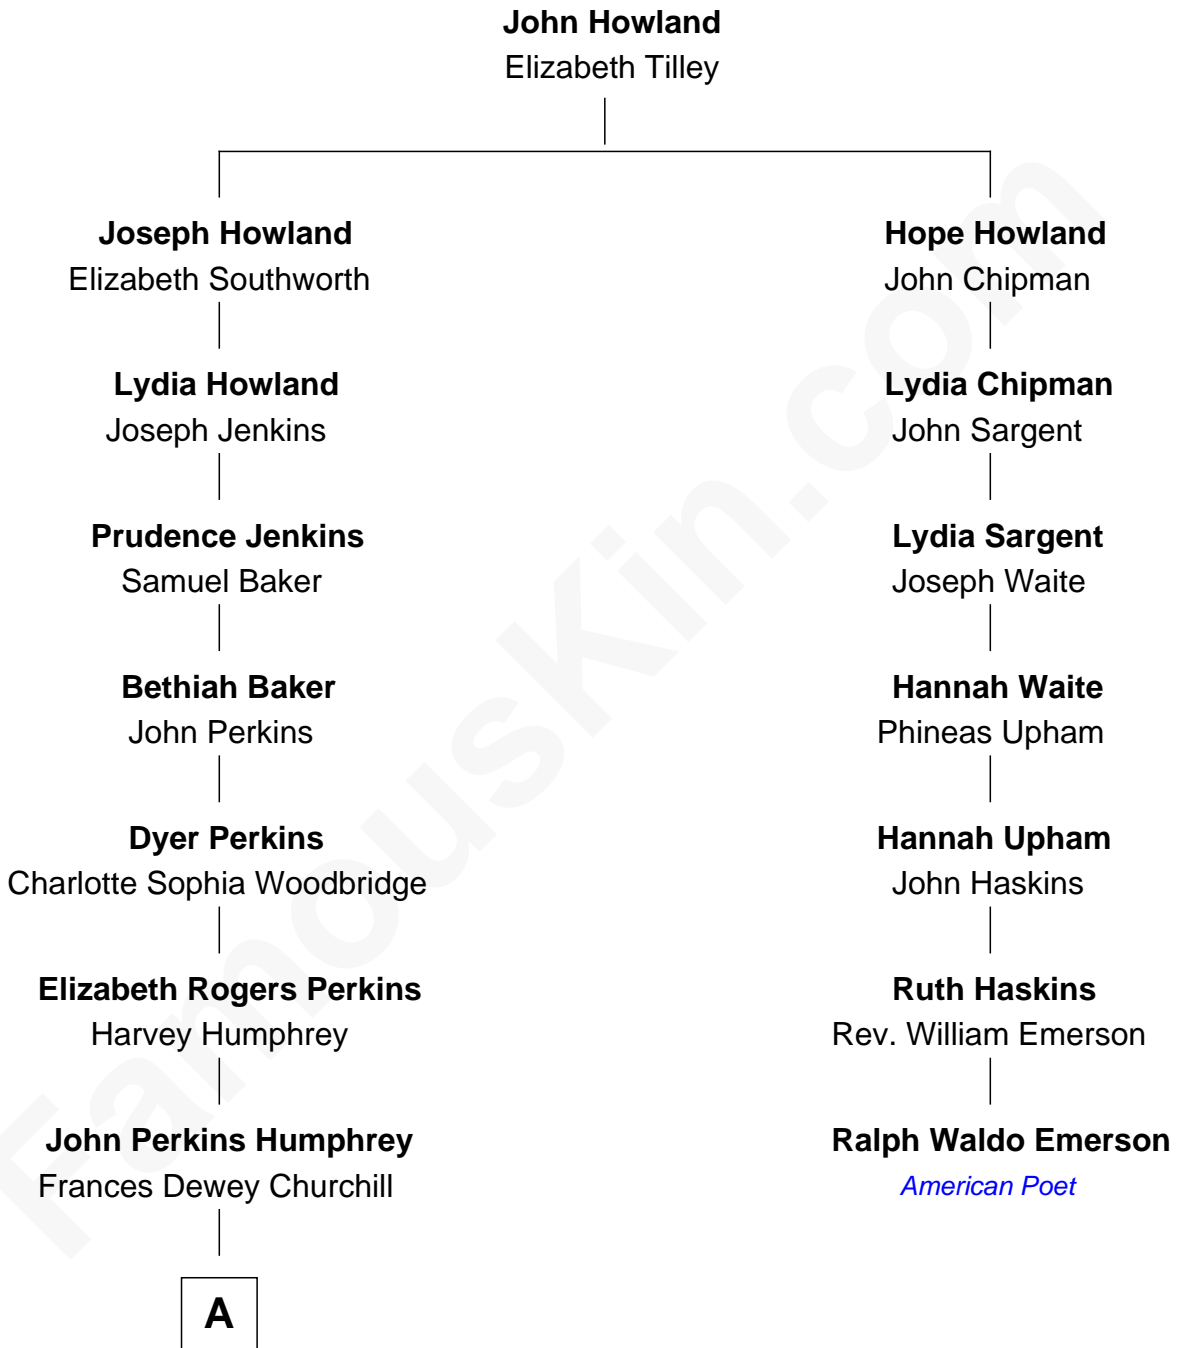 John Howland
Elizabeth Tilley
Joseph Howland
Elizabeth Southworth
Hope Howland
John Chipman
Lydia Howland
Joseph Jenkins
Lydia Chipman
John Sargent
Prudence Jenkins
Samuel Baker
Lydia Sargent
Joseph Waite
Bethiah Baker
John Perkins
Hannah Waite
Phineas Upham
Dyer Perkins
Charlotte Sophia Woodbridge
Hannah Upham
John Haskins
Elizabeth Rogers Perkins
Harvey Humphrey
Ruth Haskins
Rev. William Emerson
John Perkins Humphrey
Frances Dewey Churchill
Ralph Waldo Emerson
American Poet
A
FamousKin.com